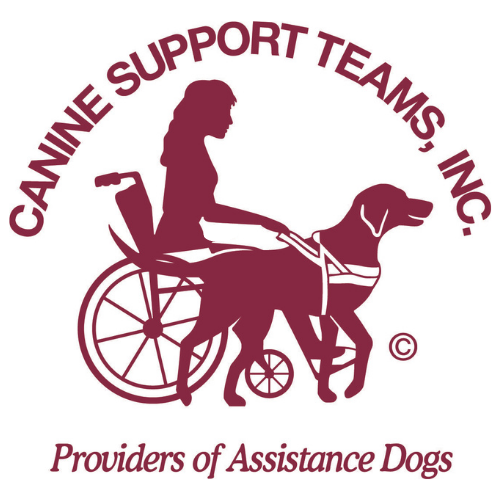 CANINE SUPPORT TEAMS, INC.
©
Providers of Assistance Dogs